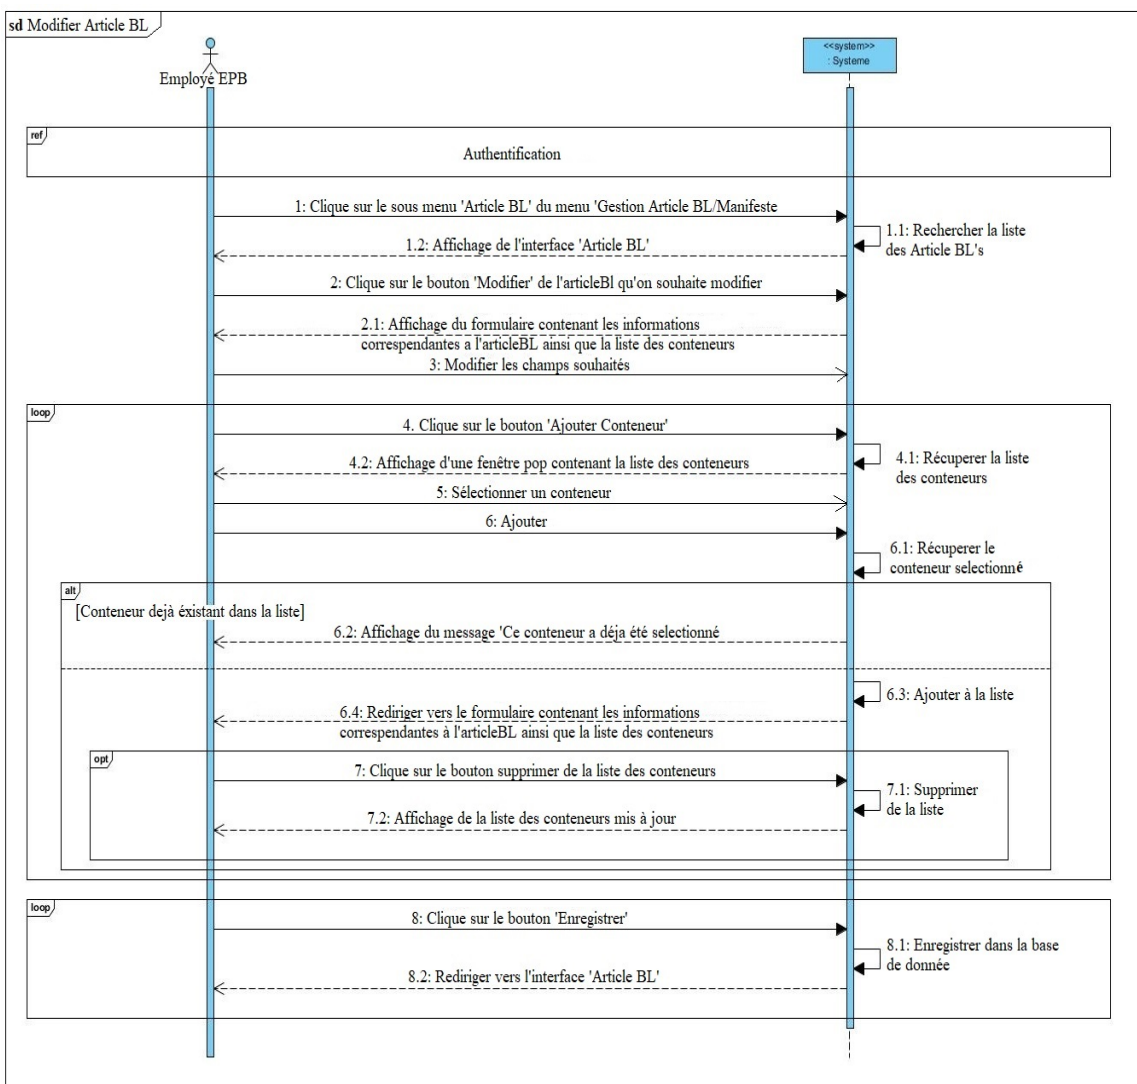 sd Modifier Article BL
<<system>>
: Systeme
Employé EPB
ref
Authentification
1: Clique sur le sous menu 'Article BL' du menu 'Gestion Article BL/Manifeste
1.1: Rechercher la liste
des Article BL's
1.2: Affichage de l'interface 'Article BL'
2: Clique sur le bouton 'Modifier' de l'articleBl qu'on souhaite modifier
2.1: Affichage du formulaire contenant les informations
correspendantes a l'articleBL ainsi que la liste des conteneurs
3: Modifier les champs souhaités
loop
4. Clique sur le bouton 'Ajouter Conteneur'
4.1: Récuperer la liste
des conteneurs
4.2: Affichage d'une fenêtre pop contenant la liste des conteneurs
5: Sélectionner un conteneur
6: Ajouter
6.1: Récuperer le
conteneur selectionné
alt
[Conteneur dejà éxistant dans la liste]
6.2: Affichage du message 'Ce conteneur a déja été selectionné
6.3: Ajouter à la liste
6.4: Rediriger vers le formulaire contenant les informations
correspendantes à l'articleBL ainsi que la liste des conteneurs
opt
7: Clique sur le bouton supprimer de la liste des conteneurs
7.1: Supprimer
de la liste
7.2: Affichage de la liste des conteneurs mis à jour
loop
8: Clique sur le bouton 'Enregistrer'
8.1: Enregistrer dans la base
de donnée
8.2: Rediriger vers l'interface 'Article BL'